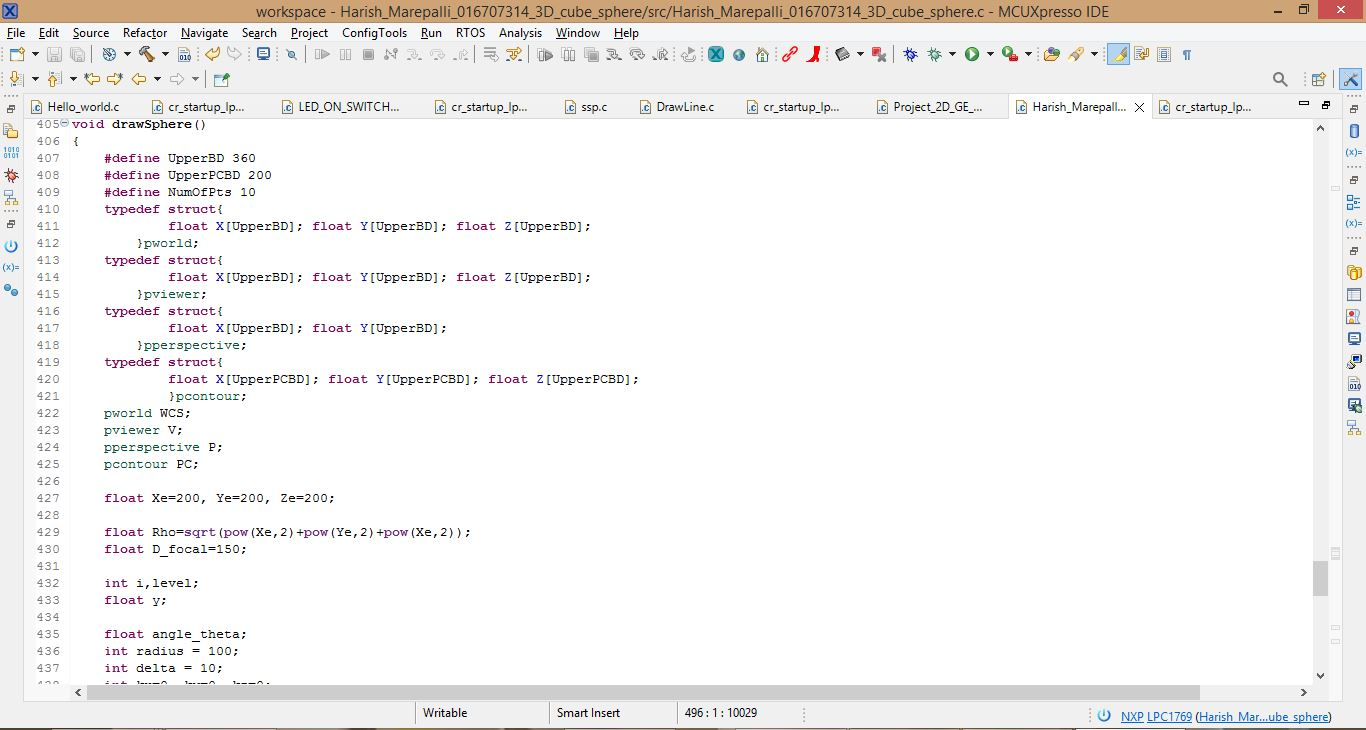 workspace - Harish_Marepalli_016707314_3D_cube_sphere/src/Harish_Marepalli_016707314_3D_cube_sphere.c - MCUXpresso IDE
File Edit Source Refactor Navigate Search Project ConfigTools Run RTOS Analysis Window Help
Hello_world.c cr_startup_lp... LED_ON_SWITCH... cr_startup_lp... ssp.c DrawLine.c cr_startup_lp... Project_2D_GE_... Harish_Marepall... cr_startup_lp...
405 void drawSphere()
406 {
407 #define UpperBD 360
408 #define UpperPCBD 200
409 #define NumOfPts 10
410 typedef struct{
411 float X[UpperBD]; float Y[UpperBD]; float Z[UpperBD];
412 }pworld;
413 typedef struct{
414 float X[UpperBD]; float Y[UpperBD]; float Z[UpperBD];
415 }pviewer;
416 typedef struct{
417 float X[UpperBD]; float Y[UpperBD];
418 }pperspective;
419 typedef struct{
420 float X[UpperPCBD]; float Y[UpperPCBD]; float Z[UpperPCBD];
421 }pcontour;
422 pworld WCS;
423 pviewer V;
424 pperspective P;
425 pcontour PC;
426
427 float Xe=200, Ye=200, Ze=200;
428
429 float Rho=sqrt(pow(Xe,2)+pow(Ye,2)+pow(Xe,2));
430 float D_focal=150;
431
432 int i,level;
433 float y;
434
435 float angle_theta;
436 int radius = 100;
437 int delta = 10;
Writable Smart Insert 496 : 1 : 10029 NXP LPC1769 (Harish_Mar...ube_sphere)